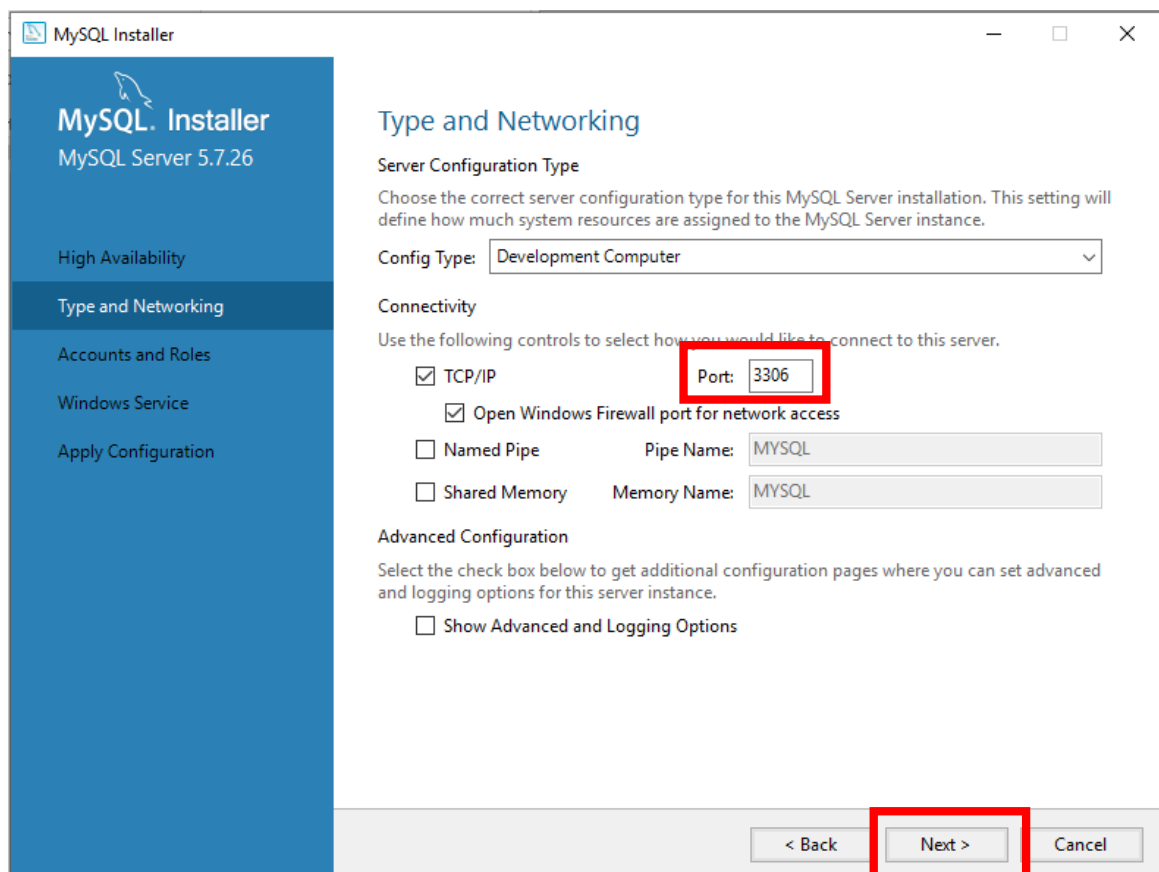 MySQL Installer
MySQL. Installer
MySQL Server 5.7.26
High Availability
Type and Networking
Accounts and Roles
Windows Service
Apply Configuration
Type and Networking
Server Configuration Type
Choose the correct server configuration type for this MySQL Server installation. This setting will
define how much system resources are assigned to the MySQL Server instance.
Config Type: Development Computer
Connectivity
Use the following controls to select how you would like to connect to this server.
TCP/IP Port: 3306
Open Windows Firewall port for network access
Named Pipe Pipe Name: MYSQL
Shared Memory Memory Name: MYSQL
Advanced Configuration
Select the check box below to get additional configuration pages where you can set advanced
and logging options for this server instance.
Show Advanced and Logging Options
< Back Next > Cancel